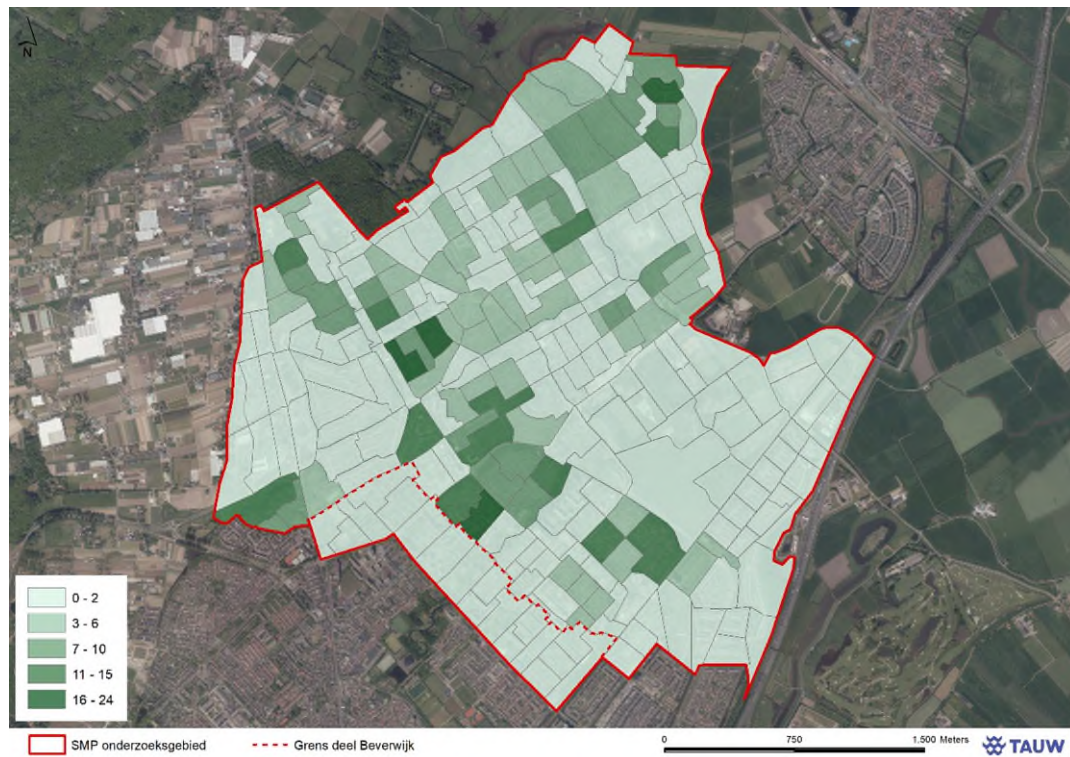 N
0 - 2
3 - 6
7 - 10
11 - 15
16 - 24
SMP onderzoeksgebied
Grens deel Beverwijk
0 750 1.500 Meters
TAUW